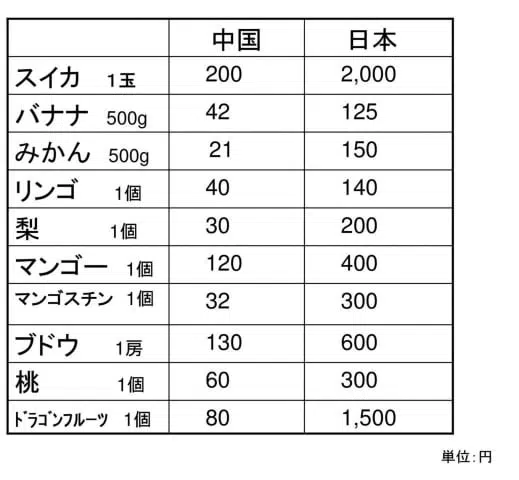 中国 日本
スイカ 1玉 200 2,000
バナナ 500g 42 125
みかん 500g 21 150
リンゴ 1個 40 140
梨 1個 30 200
マンゴー 1個 120 400
マンゴスチン 1個 32 300
ブドウ 1房 130 600
桃 1個 60 300
ﾄﾞﾗｺﾞﾝﾌﾙｰﾂ 1個 80 1,500
単位:円